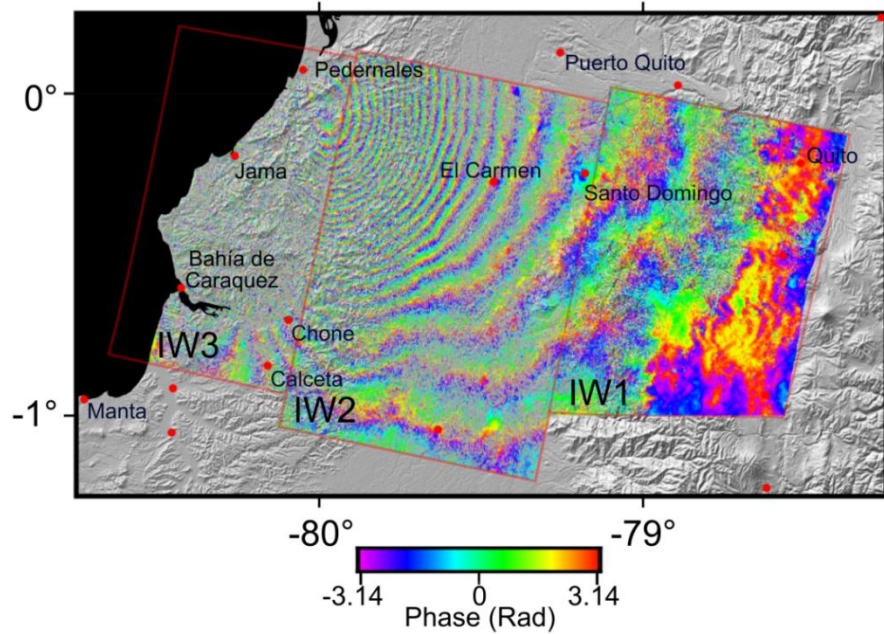 0°
Pedernales
Puerto Quito
Jama
El Carmen
Santo Domingo
Quito
Bahía de
Caraquez
Chone
IW3
Calceta
IW2
IW1
-1°
Manta
-80°
-79°
-3.14
0
3.14
Phase (Rad)